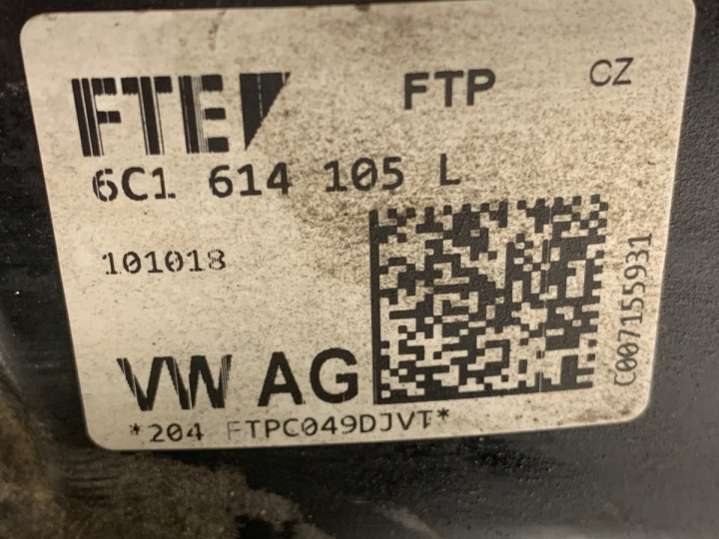 FTE FTP CZ
6C1 614 105 L
101018
C007155931
VW AG
*204 FTPC049DJVT*